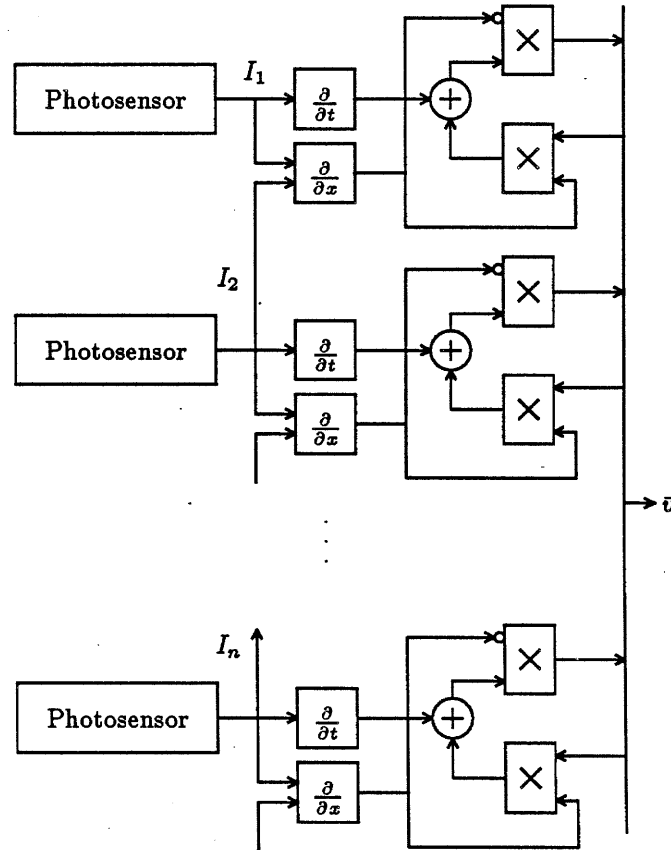 I₁
Photosensor
∂/∂t
+
×
×
∂/∂x
I₂
Photosensor
∂/∂t
+
×
×
∂/∂x
v̄
⋮
Iₙ
Photosensor
∂/∂t
+
×
×
∂/∂x